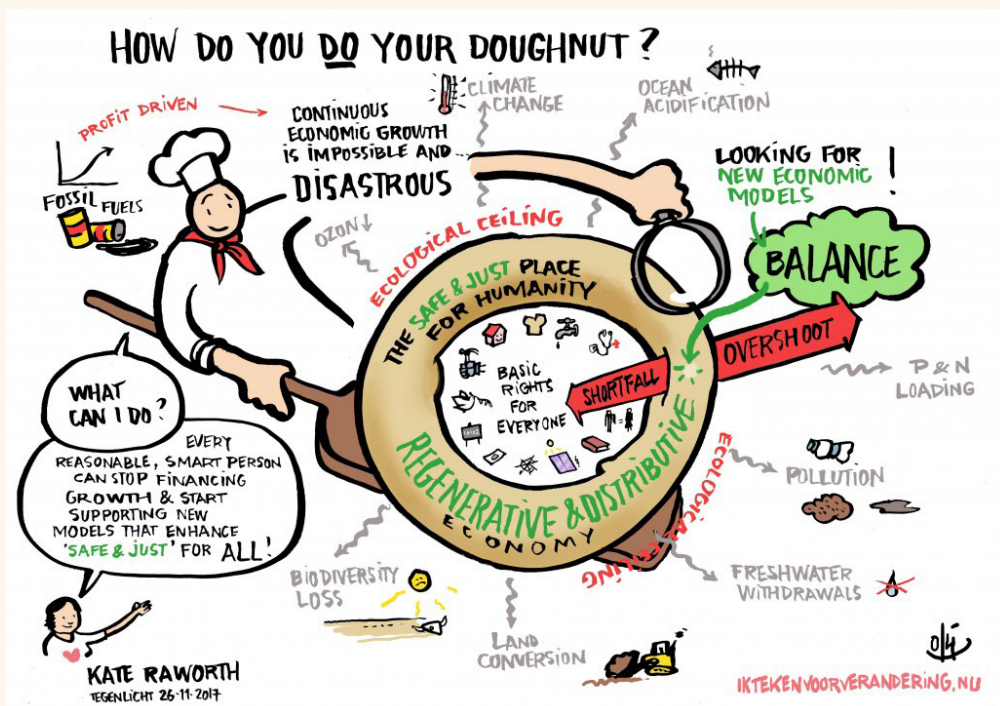 HOW DO YOU DO YOUR DOUGHNUT?
PROFIT DRIVEN
FOSSIL FUELS
CONTINUOUS
ECONOMIC GROWTH
IS IMPOSSIBLE AND
DISASTROUS
CLIMATE
CHANGE
OCEAN
ACIDIFICATION
LOOKING FOR
NEW ECONOMIC
MODELS
!
BALANCE
OZON
ECOLOGICAL CEILING
THE SAFE & JUST PLACE
FOR HUMANITY
BASIC
RIGHTS
FOR
EVERYONE
SHORTFALL
OVERSHOOT
P & N
LOADING
REGENERATIVE & DISTRIBUTIVE
ECONOMY
ECOLOGICAL CEILING
POLLUTION
FRESHWATER
WITHDRAWALS
LAND
CONVERSION
BIODIVERSITY
LOSS
WHAT
CAN I DO?
EVERY
REASONABLE, SMART PERSON
CAN STOP FINANCING
GROWTH & START
SUPPORTING NEW
MODELS THAT ENHANCE
'SAFE & JUST' FOR ALL!
KATE RAWORTH
TEGENLICHT 26-11-2017
IKTEKENVOORVERANDERING.NU